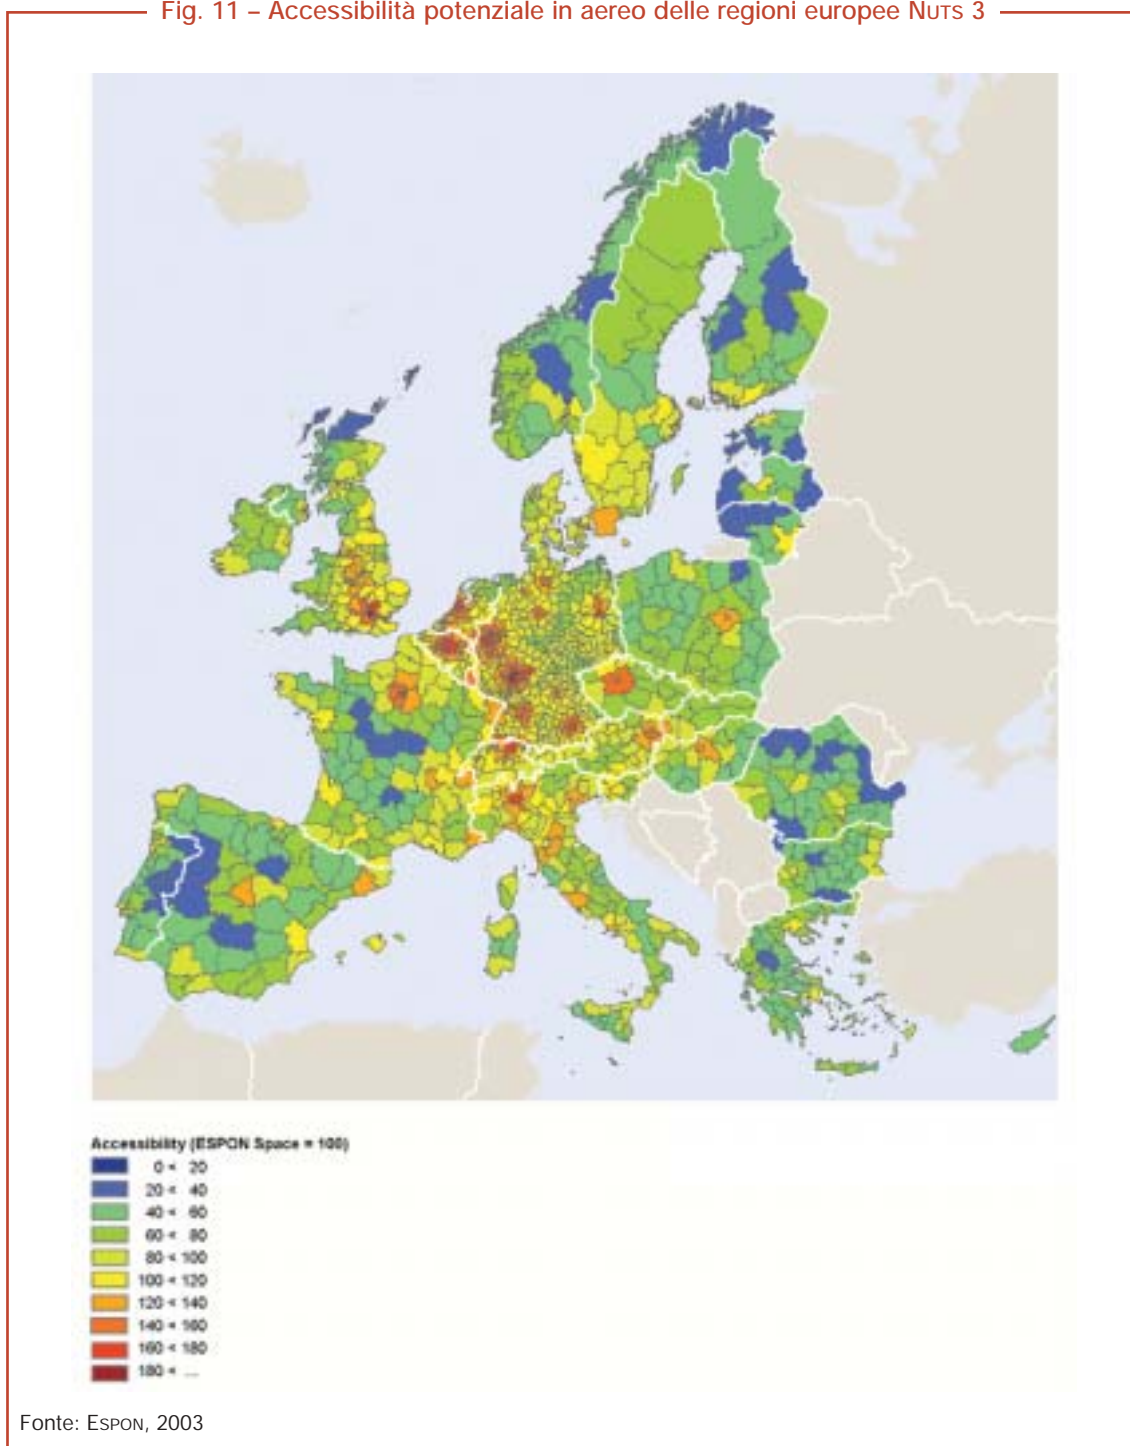 Fig. 11 – Accessibilità potenziale in aereo delle regioni europee NUTS 3
Accessibility (ESPON Space = 100)
0 < 20
20 < 40
40 < 60
60 < 80
80 < 100
100 < 120
120 < 140
140 < 160
160 < 180
180 < ...
Fonte: ESPON, 2003